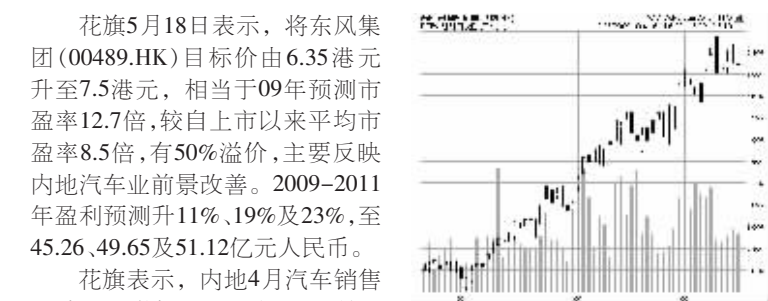 花旗5月18日表示，将东风集
团(00489.HK)目标价由6.35港元
升至7.5港元，相当于09年预测市
盈率12.7倍,较自上市以来平均市
盈率8.5倍,有50%溢价,主要反映
内地汽车业前景改善。2009-2011
年盈利预测升11%、19%及23%,至
45.26、49.65及51.12亿元人民币。
花旗表示，内地4月汽车销售